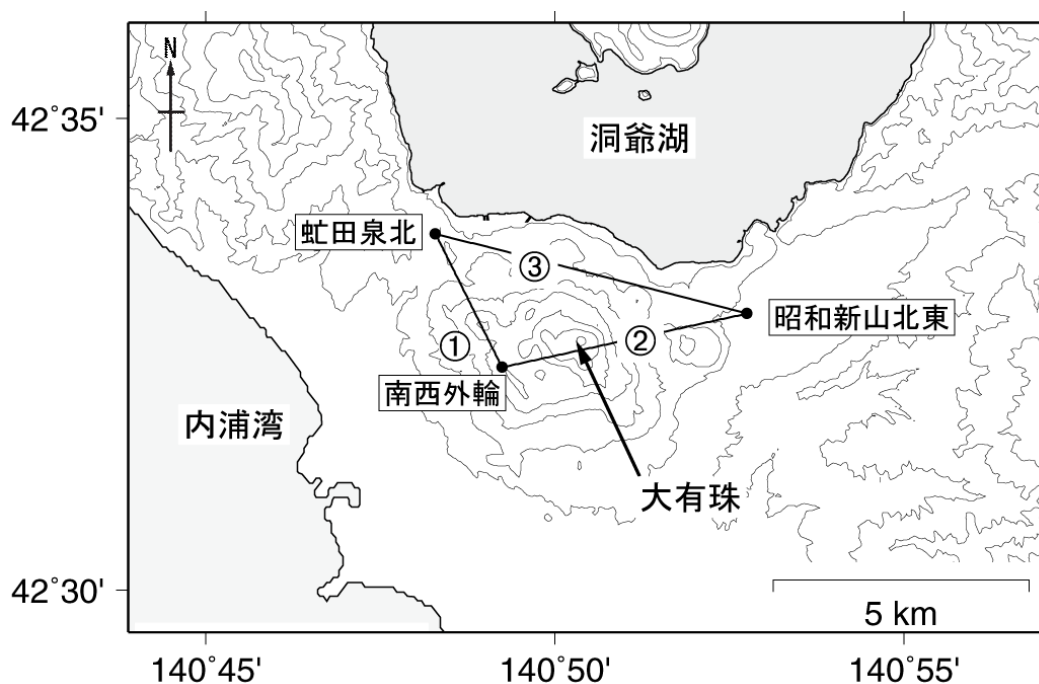 N
42°35'
洞爺湖
虻田泉北
③
昭和新山北東
①
②
南西外輪
内浦湾
大有珠
42°30'
5 km
140°45'
140°50'
140°55'